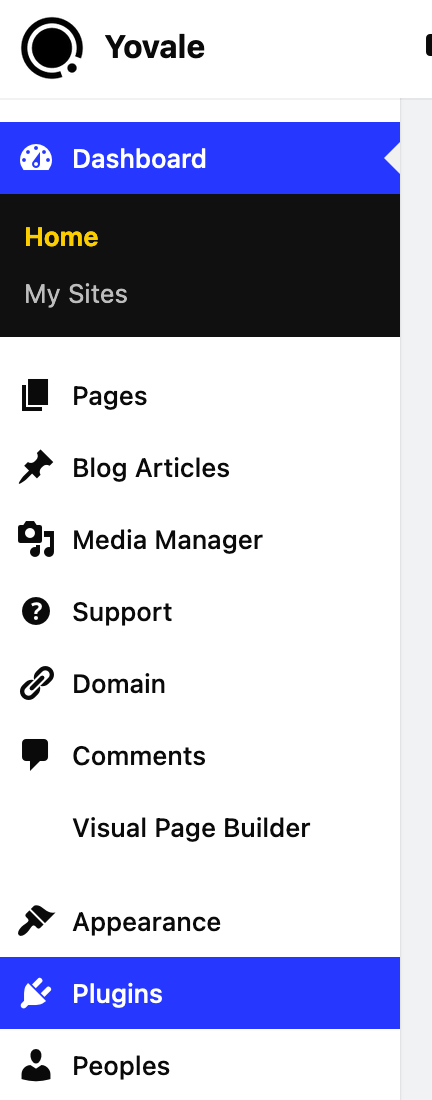 Yovale
Dashboard
Home
My Sites
Pages
Blog Articles
Media Manager
Support
Domain
Comments
Visual Page Builder
Appearance
Plugins
Peoples